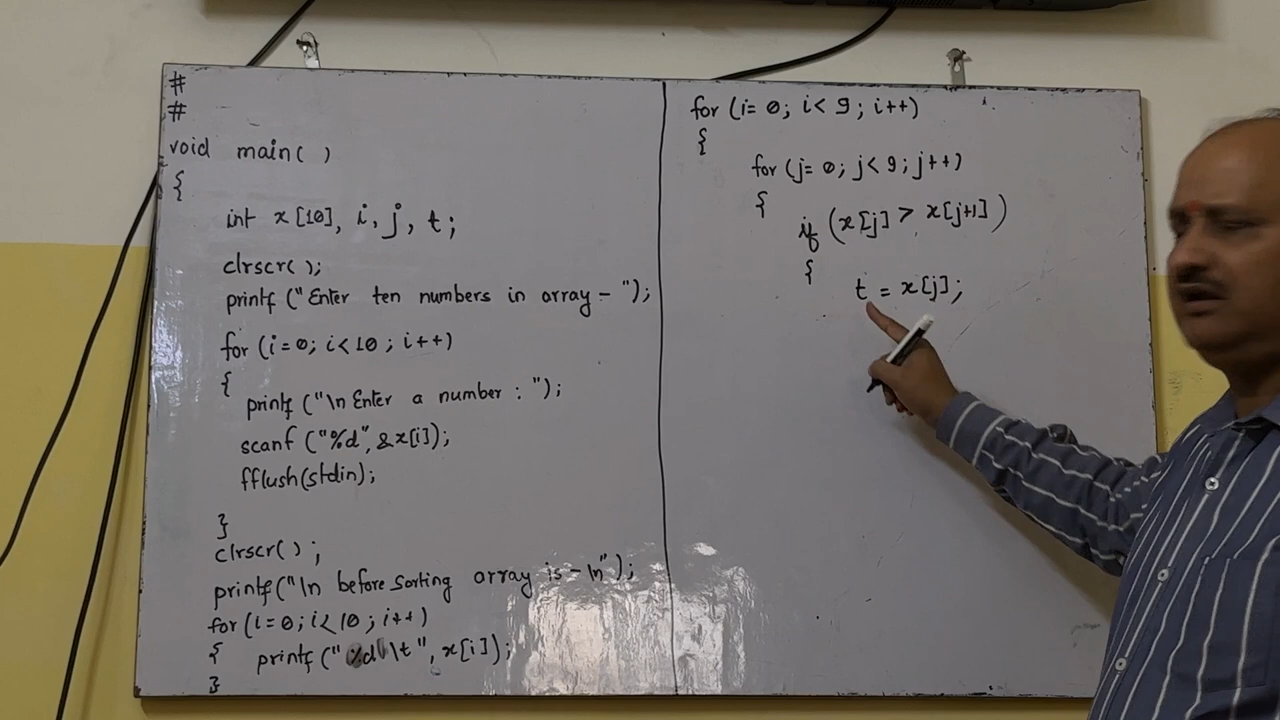 #
#
void main( )
{
int x[10], i, j, t;
clrscr( );
printf ("Enter ten numbers in array - ");
for (i=0; i<10 ; i++)
{
printf ("\n Enter a number : ");
scanf ("%d", &x[i]);
fflush(stdin);
}
clrscr( ) ;
printf("\n before sorting array is - \n");
for(i=0; i<10 ; i++)
{ printf (" %d \t ", x[i]);
}
for (i= 0; i< 9 ; i++)
{
for (j= 0; j<9; j++)
{
if (x[j] > x[j+1] )
{
t = x[j];